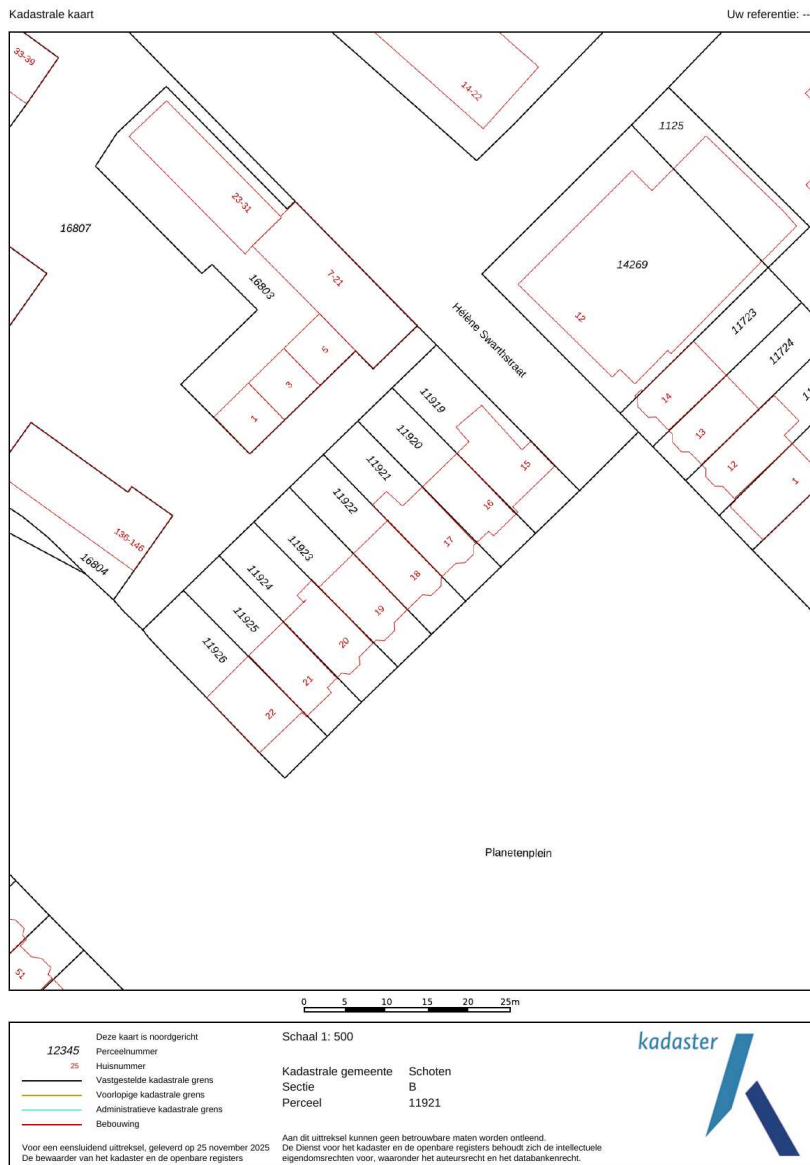 Kadastrale kaart
Uw referentie: --
33-39
14-22
1125
23-31
16807
7-21
16803
14269
12
Hélène Swarthstraat
11723
11724
5
3
1
14
13
12
1
11919
11920
11921
11922
11923
11924
11925
11926
15
16
17
18
19
20
21
22
136-146
16804
Planetenplein
51
0 5 10 15 20 25m
Deze kaart is noordgericht
12345 Perceelnummer
25 Huisnummer
Vastgestelde kadastrale grens
Voorlopige kadastrale grens
Administratieve kadastrale grens
Bebouwing
Voor een eensluidend uittreksel, geleverd op 25 november 2025
De bewaarder van het kadaster en de openbare registers
Schaal 1: 500
Kadastrale gemeente Schoten
Sectie B
Perceel 11921
Aan dit uittreksel kunnen geen betrouwbare maten worden ontleend.
De Dienst voor het kadaster en de openbare registers behoudt zich de intellectuele
eigendomsrechten voor, waaronder het auteursrecht en het databankenrecht.
kadaster